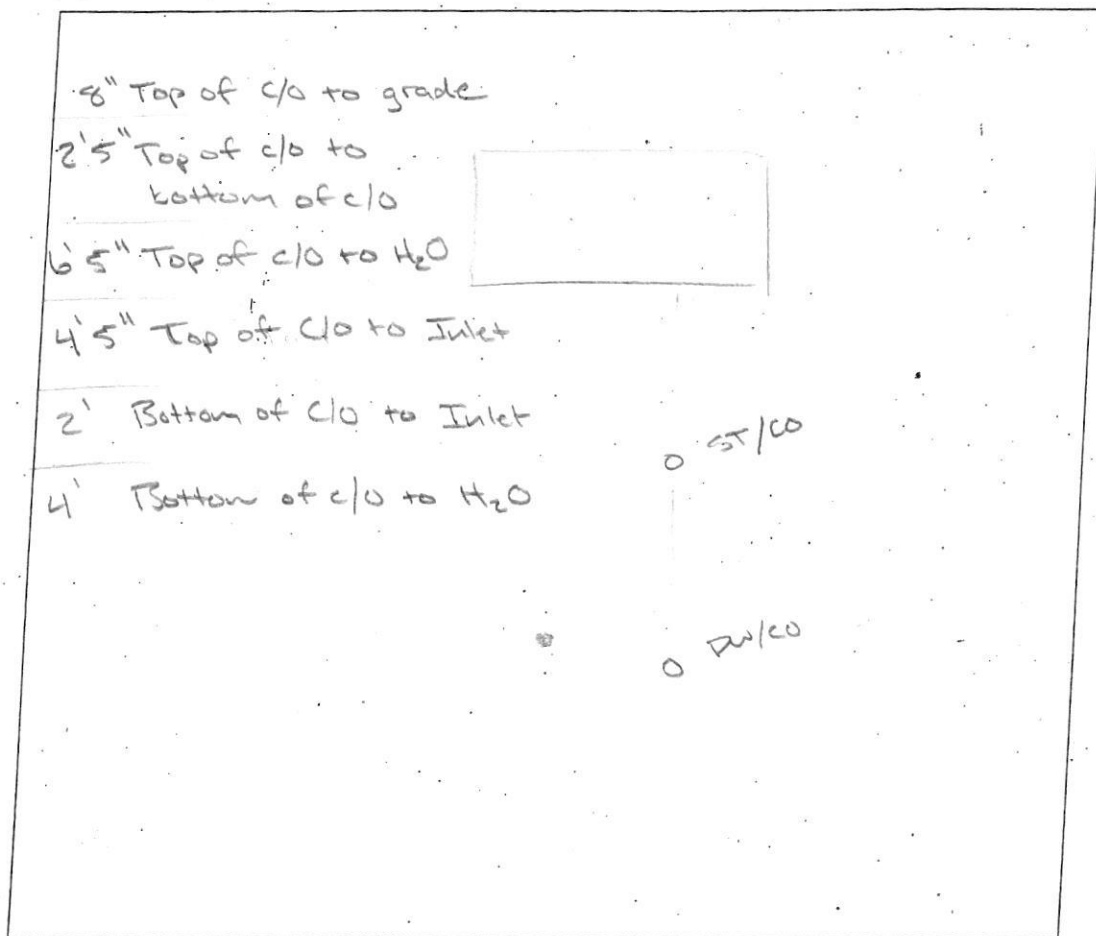 8" Top of c/o to grade
2'5" Top of c/o to
bottom of c/o
6'5" Top of c/o to H₂O
4'5" Top of C/o to Inlet
2' Bottom of C/o to Inlet
4' Bottom of c/o to H₂O
ST/CO
DW/CO